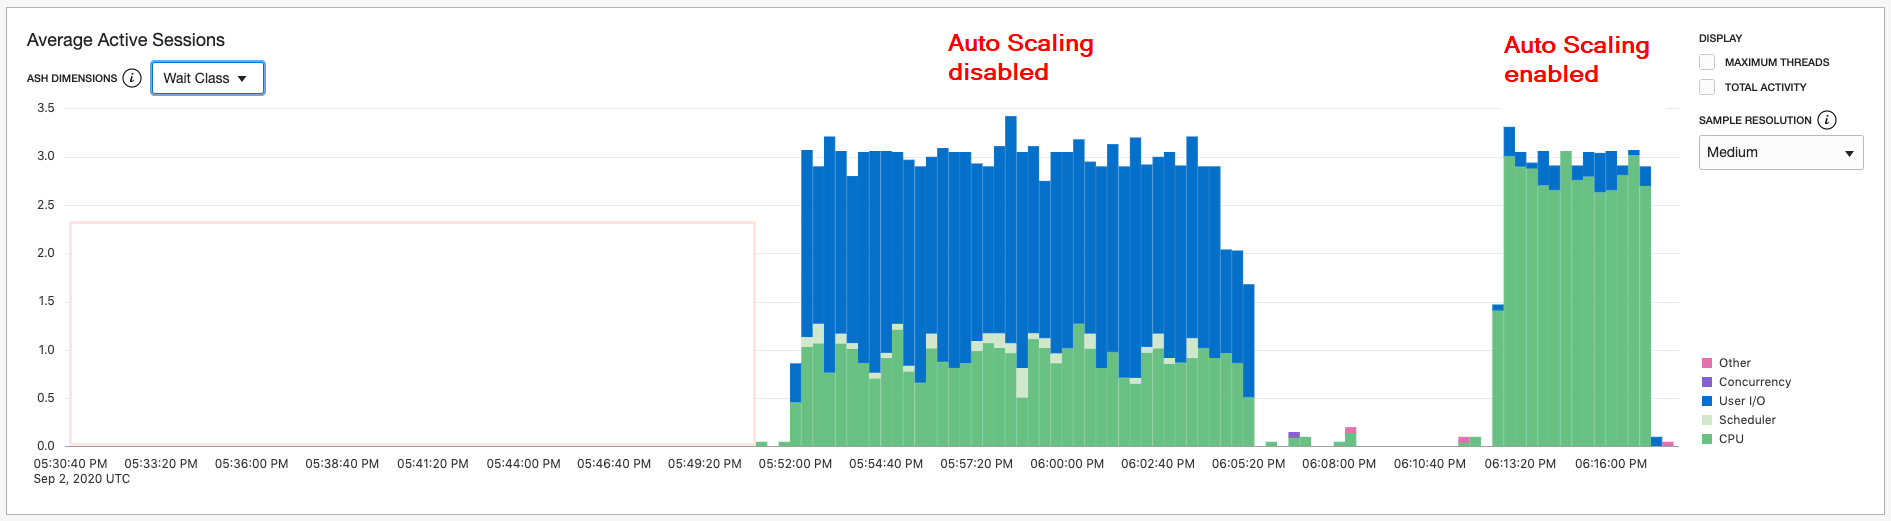 Average Active Sessions
ASH DIMENSIONS i Wait Class
Auto Scaling
disabled
Auto Scaling
enabled
DISPLAY
MAXIMUM THREADS
TOTAL ACTIVITY
SAMPLE RESOLUTION i
Medium
3.5
3.0
2.5
2.0
1.5
1.0
0.5
0.0
05:30:40 PM 05:33:20 PM 05:36:00 PM 05:38:40 PM 05:41:20 PM 05:44:00 PM 05:46:40 PM 05:49:20 PM 05:52:00 PM 05:54:40 PM 05:57:20 PM 06:00:00 PM 06:02:40 PM 06:05:20 PM 06:08:00 PM 06:10:40 PM 06:13:20 PM 06:16:00 PM
Sep 2, 2020 UTC
Other
Concurrency
User I/O
Scheduler
CPU